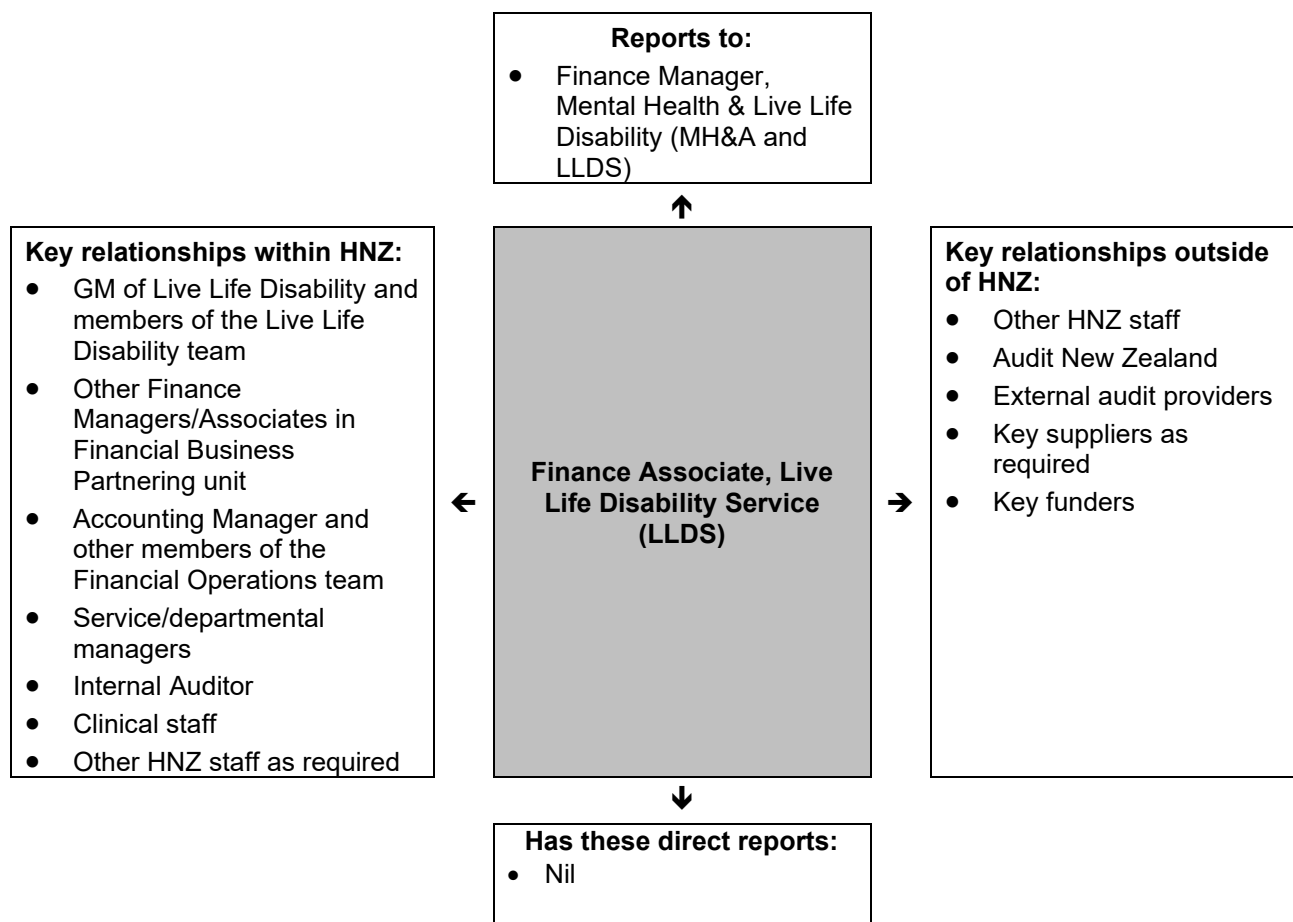 Reports to:
● Finance Manager,
Mental Health & Live Life
Disability (MH&A and
LLDS)
🡹
Key relationships within HNZ:
● GM of Live Life Disability and
members of the Live Life
Disability team
● Other Finance
Managers/Associates in
Financial Business
Partnering unit
● Accounting Manager and
other members of the
Financial Operations team
● Service/departmental
managers
● Internal Auditor
● Clinical staff
● Other HNZ staff as required
🡸
Finance Associate, Live
Life Disability Service
(LLDS)
🡺
Key relationships outside
of HNZ:
● Other HNZ staff
● Audit New Zealand
● External audit providers
● Key suppliers as
required
● Key funders
🡻
Has these direct reports:
● Nil